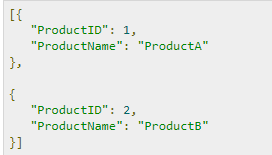 [{
    "ProductID": 1,
    "ProductName": "ProductA"
},

{
    "ProductID": 2,
    "ProductName": "ProductB"
}]